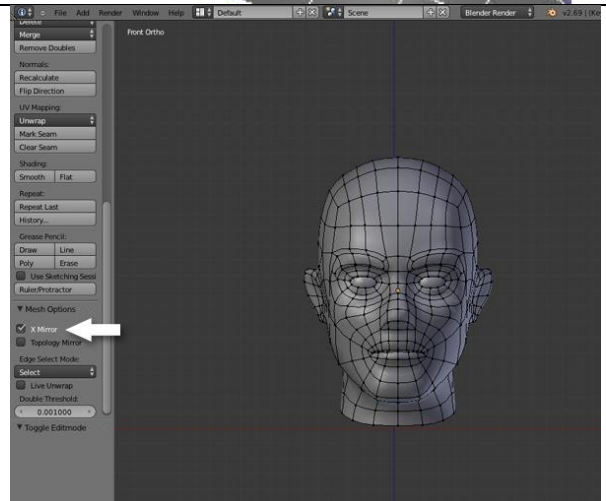 File Add Render Window Help Default Scene Blender Render v2.69 | (Ke
Delete
Merge
Remove Doubles
Front Ortho
Normals:
Recalculate
Flip Direction
UV Mapping:
Unwrap
Mark Seam
Clear Seam
Shading:
Smooth Flat
Repeat:
Repeat Last
History...
Grease Pencil:
Draw Line
Poly Erase
Use Sketching Sessi
Ruler/Protractor
Mesh Options
X Mirror
Topology Mirror
Edge Select Mode:
Select
Live Unwrap
Double Threshold:
0.001000
Toggle Editmode